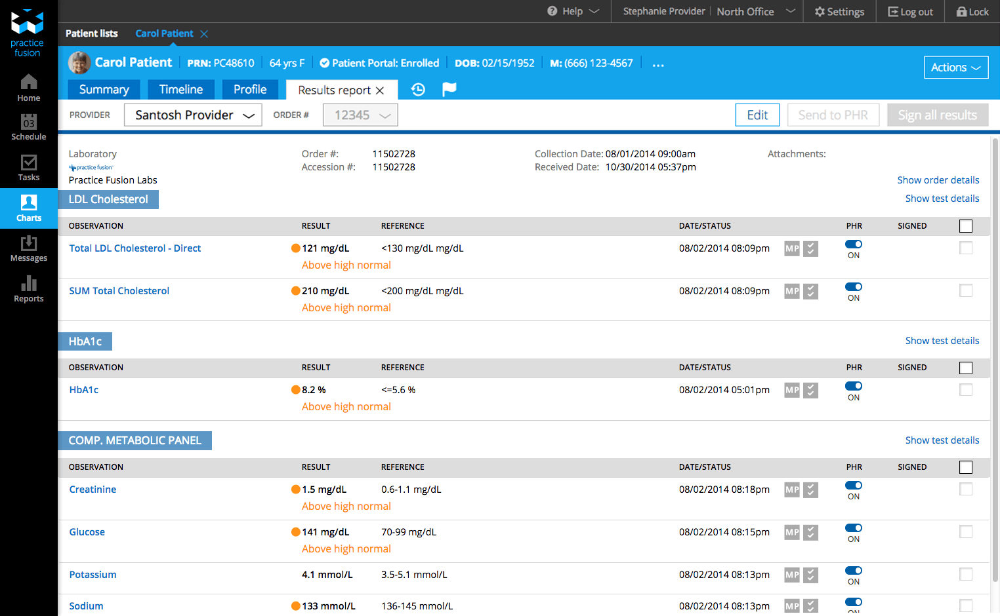 practice
fusion
Help
Stephanie Provider
North Office
Settings
Log out
Lock
Patient lists
Carol Patient
Carol Patient
PRN: PC48610
64 yrs F
Patient Portal: Enrolled
DOB: 02/15/1952
M: (666) 123-4567
...
Actions
Summary
Timeline
Profile
Results report
PROVIDER
Santosh Provider
ORDER #
12345
Edit
Send to PHR
Sign all results
Home
03
Schedule
Tasks
Charts
Messages
Reports
Laboratory
practice fusion
Practice Fusion Labs
Order #: 11502728
Accession #: 11502728
Collection Date: 08/01/2014 09:00am
Received Date: 10/30/2014 05:37pm
Attachments:
Show order details
LDL Cholesterol
Show test details
OBSERVATION RESULT REFERENCE DATE/STATUS PHR SIGNED
Total LDL Cholesterol - Direct 121 mg/dL <130 mg/dL mg/dL 08/02/2014 08:09pm MP
ON
Above high normal
SUM Total Cholesterol 210 mg/dL <200 mg/dL mg/dL 08/02/2014 08:09pm MP
ON
Above high normal
HbA1c
Show test details
OBSERVATION RESULT REFERENCE DATE/STATUS PHR SIGNED
HbA1c 8.2 % <=5.6 % 08/02/2014 05:01pm MP
ON
Above high normal
COMP. METABOLIC PANEL
Show test details
OBSERVATION RESULT REFERENCE DATE/STATUS PHR SIGNED
Creatinine 1.5 mg/dL 0.6-1.1 mg/dL 08/02/2014 08:18pm MP
ON
Above high normal
Glucose 141 mg/dL 70-99 mg/dL 08/02/2014 08:15pm MP
ON
Above high normal
Potassium 4.1 mmol/L 3.5-5.1 mmol/L 08/02/2014 08:13pm MP
ON
Sodium 133 mmol/L 136-145 mmol/L 08/02/2014 08:13pm MP
ON